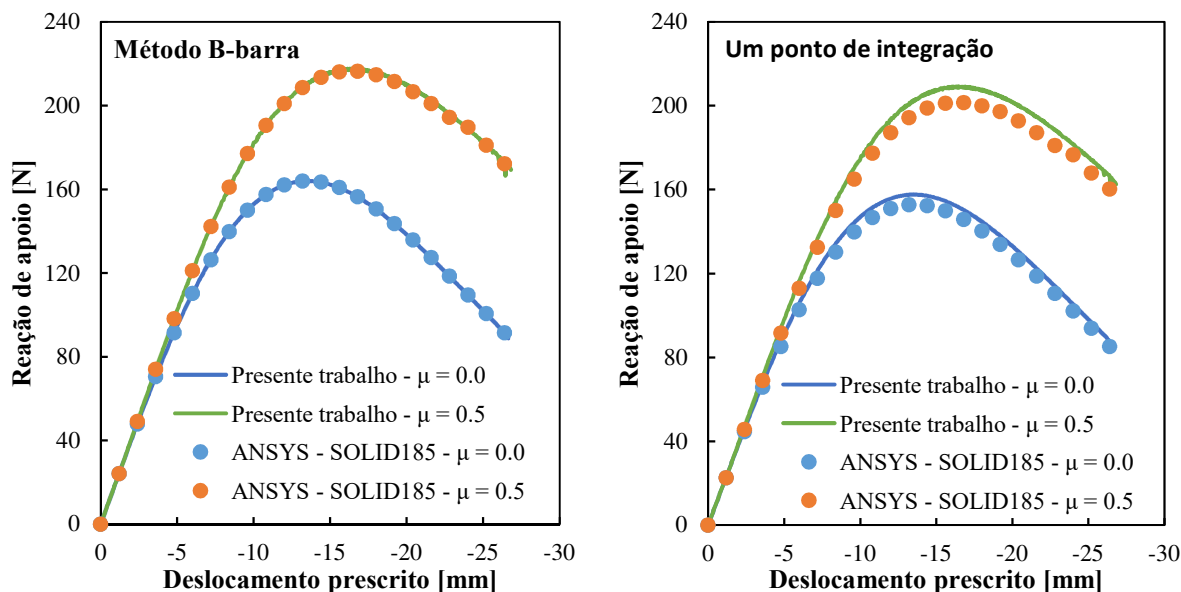 Método B-barra
Reação de apoio [N]
240
200
160
120
80
40
0
Presente trabalho - μ = 0.0
Presente trabalho - μ = 0.5
ANSYS - SOLID185 - μ = 0.0
ANSYS - SOLID185 - μ = 0.5
0 -5 -10 -15 -20 -25 -30
Deslocamento prescrito [mm]
Um ponto de integração
Reação de apoio [N]
240
200
160
120
80
40
0
Presente trabalho - μ = 0.0
Presente trabalho - μ = 0.5
ANSYS - SOLID185 - μ = 0.0
ANSYS - SOLID185 - μ = 0.5
0 -5 -10 -15 -20 -25 -30
Deslocamento prescrito [mm]